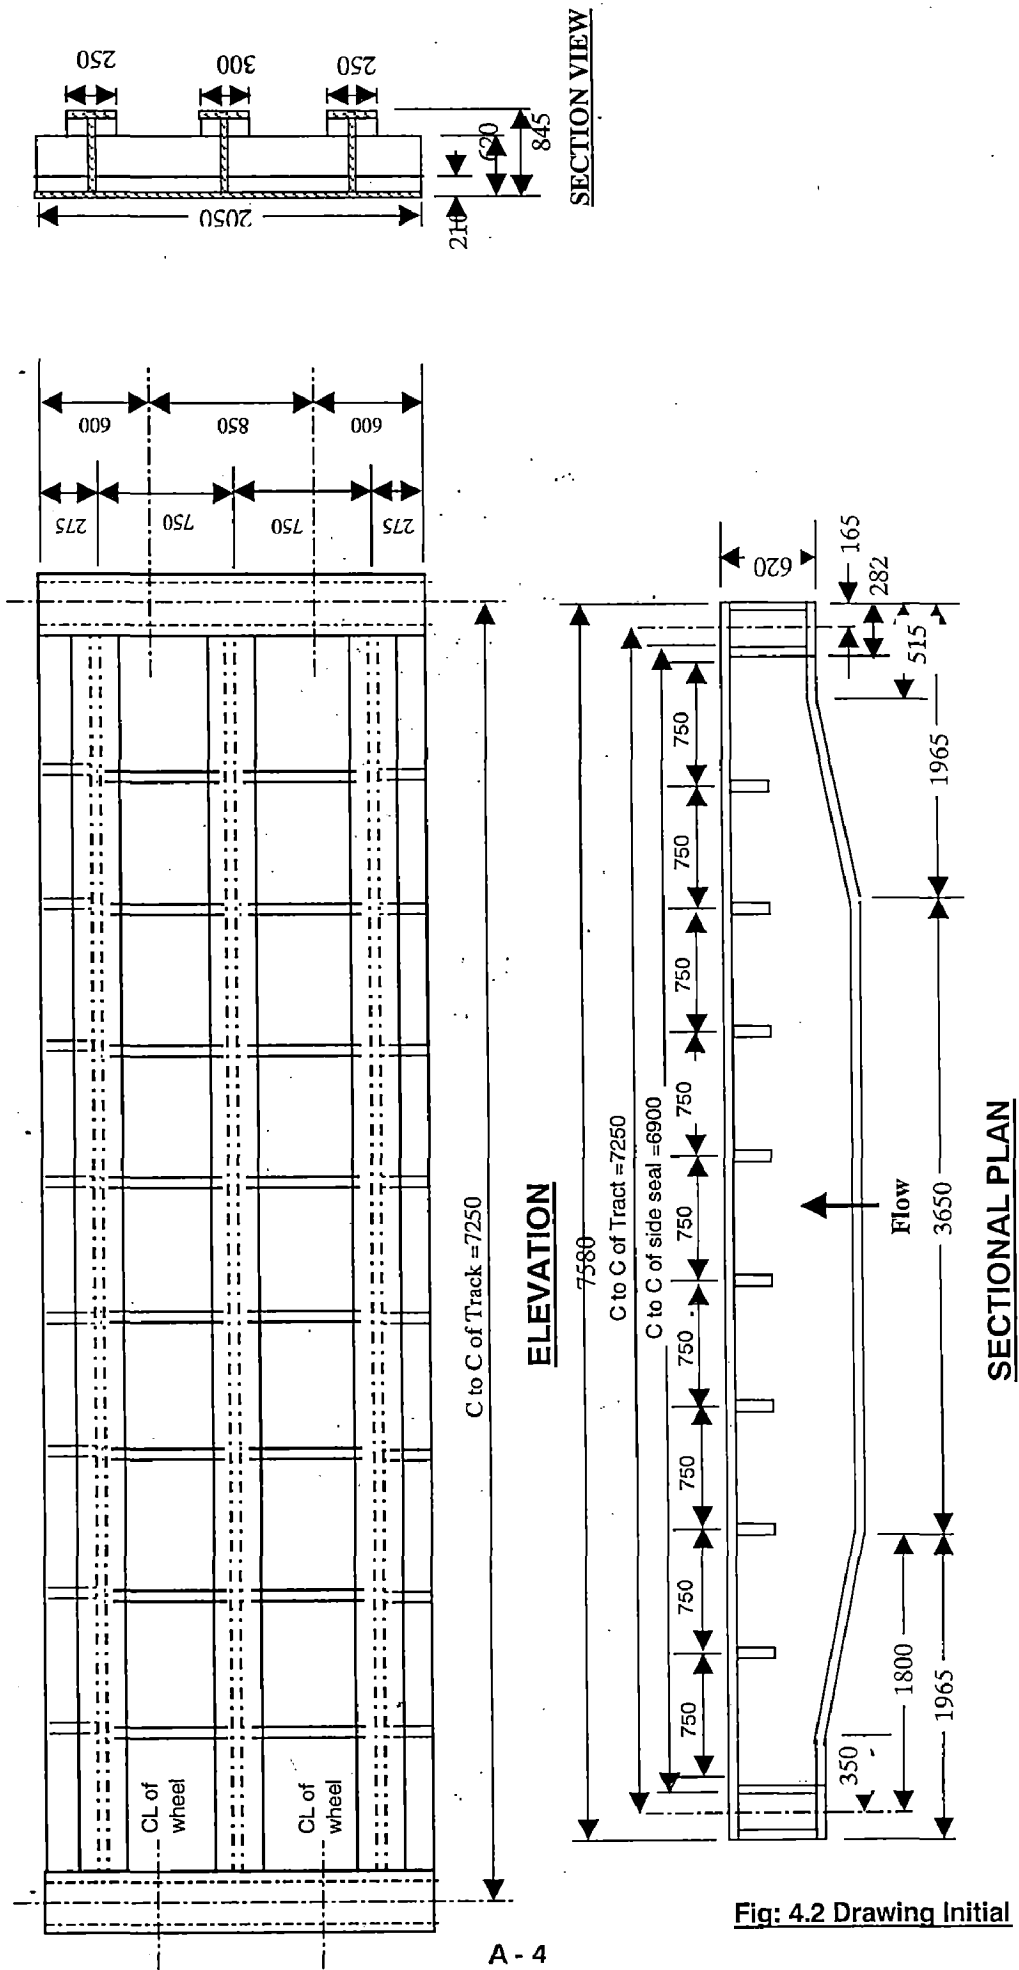 250
300
250
2050
210
620
845
SECTION VIEW
600
850
600
275
750
750
275
CL of
wheel
CL of
wheel
C to C of Track =7250
ELEVATION
7580
C to C of Tract =7250
C to C of side seal =6900
750
750
750
750
750
750
750
750
750
620
165
282
515
1965
3650
Flow
350
1800
1965
SECTIONAL PLAN
Fig: 4.2 Drawing Initial
A - 4